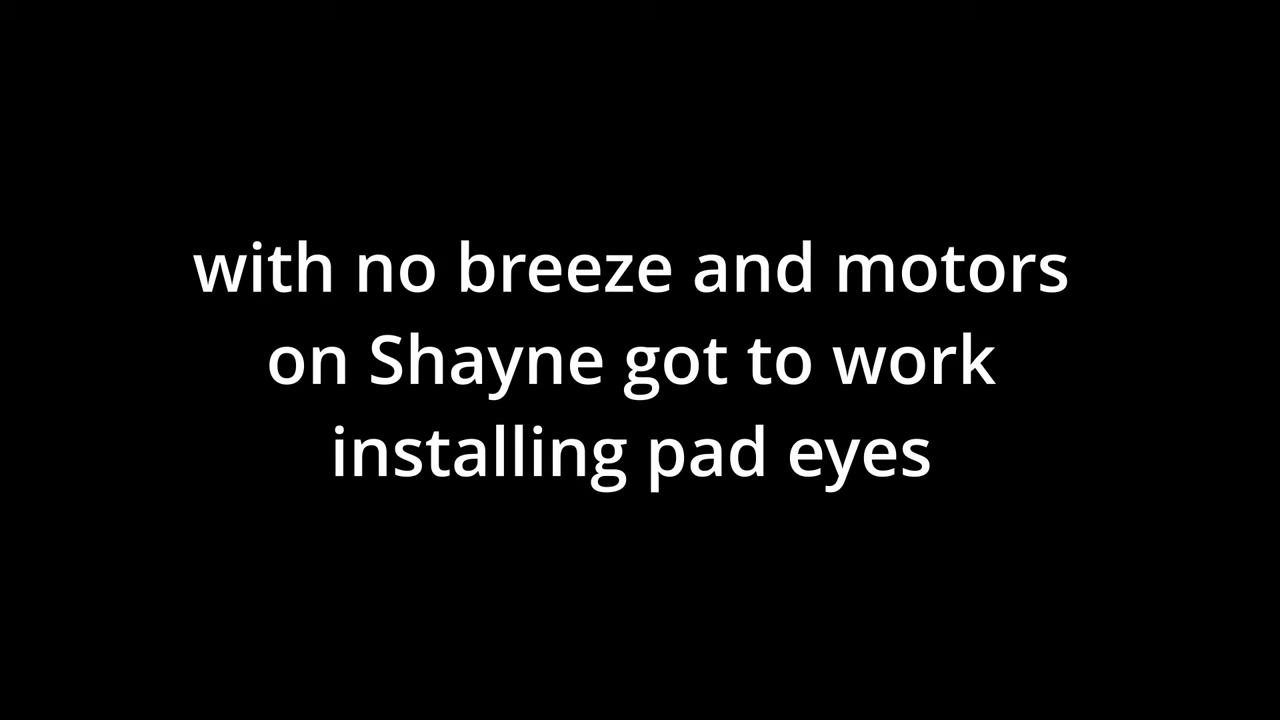 with no breeze and motors
on Shayne got to work
installing pad eyes